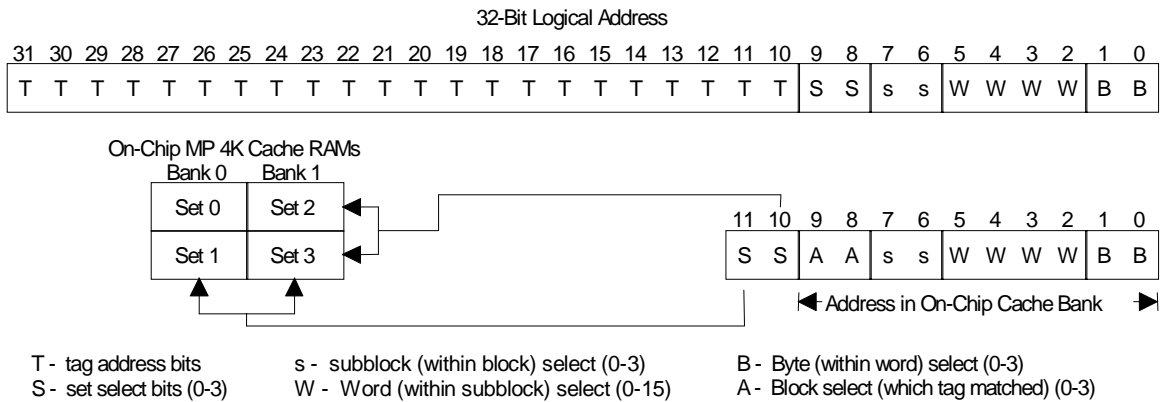 32-Bit Logical Address
31 30 29 28 27 26 25 24 23 22 21 20 19 18 17 16 15 14 13 12 11 10 9 8 7 6 5 4 3 2 1 0
T T T T T T T T T T T T T T T T T T T T T T S S s s W W W W B B
On-Chip MP 4K Cache RAMs
Bank 0 Bank 1
Set 0 Set 2
Set 1 Set 3
11 10 9 8 7 6 5 4 3 2 1 0
S S A A s s W W W W B B
Address in On-Chip Cache Bank
T - tag address bits s - subblock (within block) select (0-3) B - Byte (within word) select (0-3)
S - set select bits (0-3) W - Word (within subblock) select (0-15) A - Block select (which tag matched) (0-3)